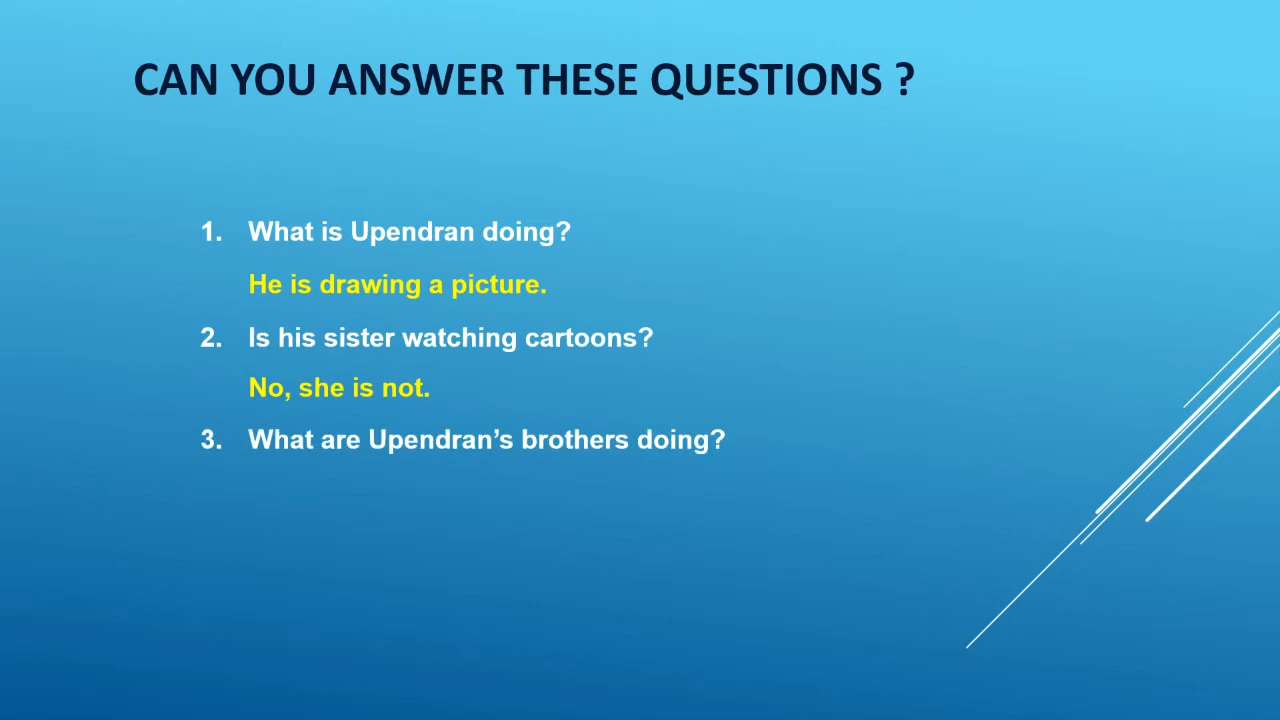 CAN YOU ANSWER THESE QUESTIONS ?
1. What is Upendran doing?
He is drawing a picture.
2. Is his sister watching cartoons?
No, she is not.
3. What are Upendran’s brothers doing?